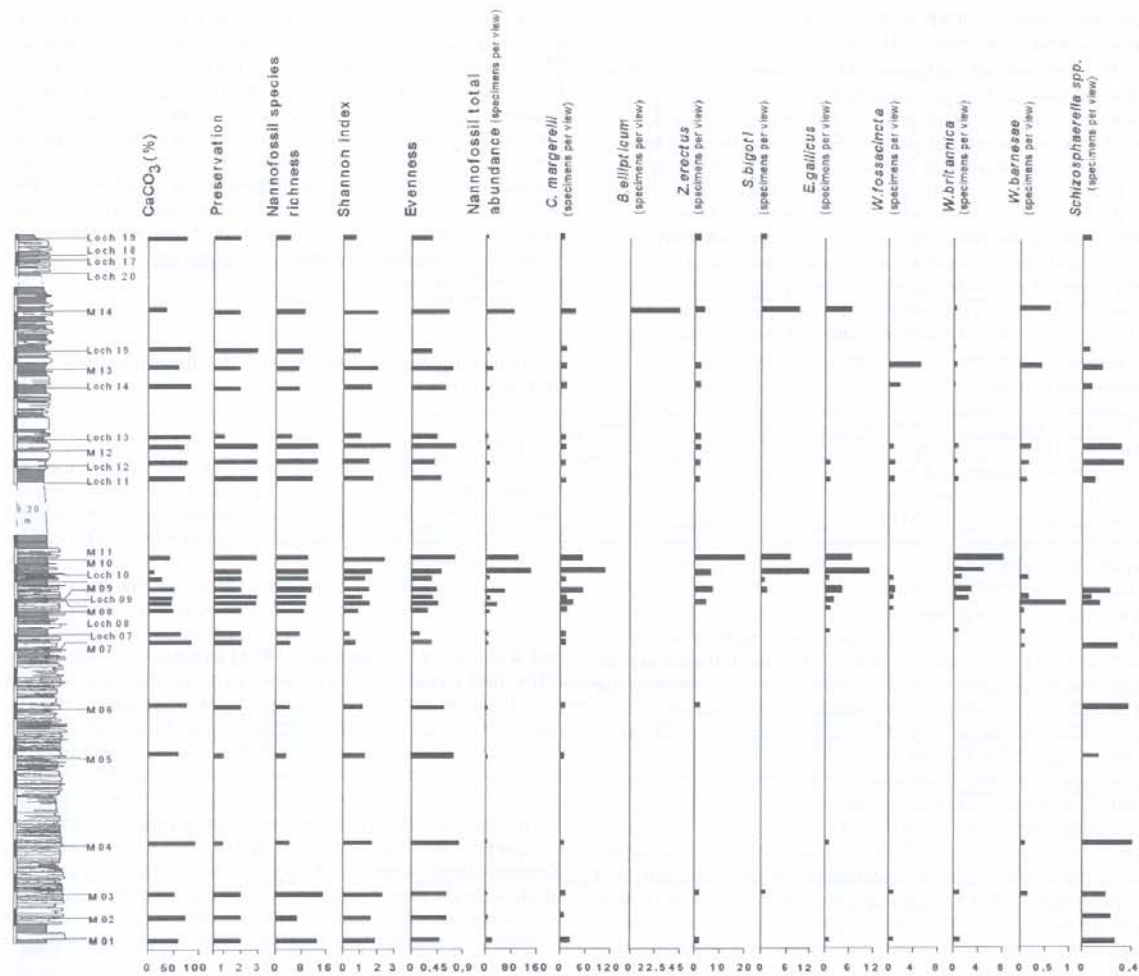 CaCO3 (%)
Preservation
Nannofossil species
richness
Shannon index
Evenness
Nannofossil total
abundance (specimens per view)
C. margerelli
(specimens per view)
B. ellipticum
(specimens per view)
Z. erectus
(specimens per view)
S. bigoti
(specimens per view)
E. gallicus
(specimens per view)
W. fossacincta
(specimens per view)
W. britannica
(specimens per view)
W. barnesae
(specimens per view)
Schizosphaerella spp.
(specimens per view)
Loch 19
Loch 18
Loch 17
Loch 20
M 14
Loch 15
M 13
Loch 14
Loch 13
M 12
Loch 12
Loch 11
20
m
M 11
M 10
Loch 10
M 09
Loch 09
M 08
Loch 08
Loch 07
M 07
M 06
M 05
M 04
M 03
M 02
M 01
0 50 100
1 2 3
0 8 16
0 1 2 3
0 0,45 0,9
0 80 160
0 60 120
0 22.5 45
0 10 20
0 6 12
0 6 12
0 4 8
0 4 8
0 0,5 1
0 0,4